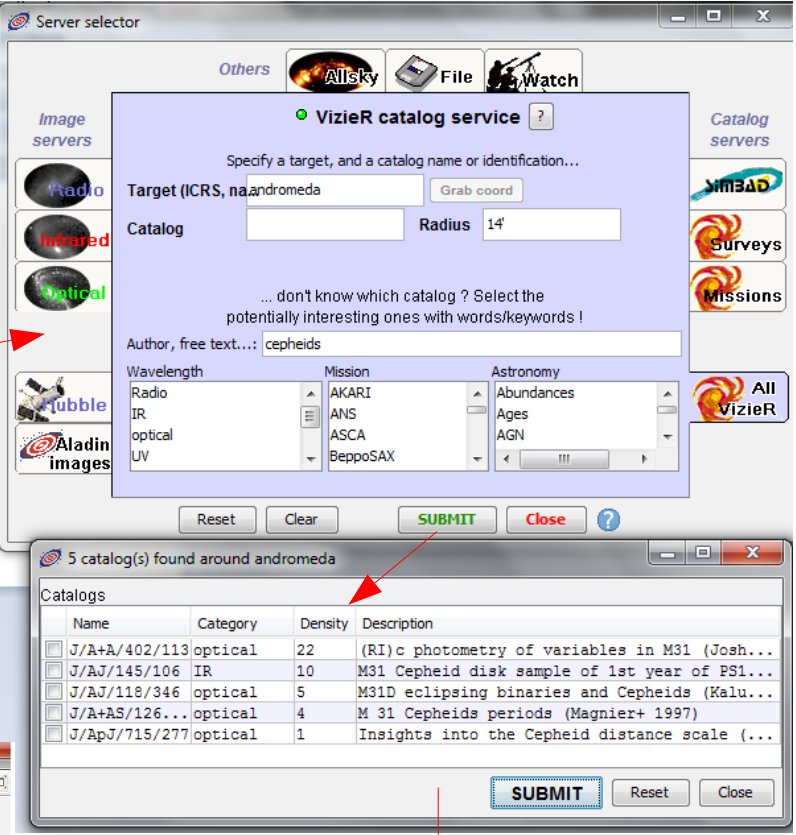 Server selector
Others
Allsky
File
Watch
Image
servers
Catalog
servers
VizieR catalog service ?
Specify a target, and a catalog name or identification...
Target (ICRS, na... andromeda
Grab coord
Catalog
Radius 14'
Radio
Infrared
Optical
Hubble
Aladin
images
SIMBAD
Surveys
Missions
All
VizieR
... don't know which catalog ? Select the
potentially interesting ones with words/keywords !
Author, free text...: cepheids
Wavelength Mission Astronomy
Radio AKARI Abundances
IR ANS Ages
optical ASCA AGN
UV BeppoSAX
Reset Clear SUBMIT Close ?
5 catalog(s) found around andromeda
Catalogs
Name Category Density Description
J/A+A/402/113 optical 22 (RI)c photometry of variables in M31 (Josh...
J/AJ/145/106 IR 10 M31 Cepheid disk sample of 1st year of PS1...
J/AJ/118/346 optical 5 M31D eclipsing binaries and Cepheids (Kalu...
J/A+AS/126... optical 4 M 31 Cepheids periods (Magnier+ 1997)
J/ApJ/715/277 optical 1 Insights into the Cepheid distance scale (...
SUBMIT Reset Close